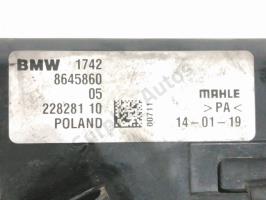 BMW 1742
8645860
05
228281 10
POLAND
00711
MAHLE
>PA<
14-01-19